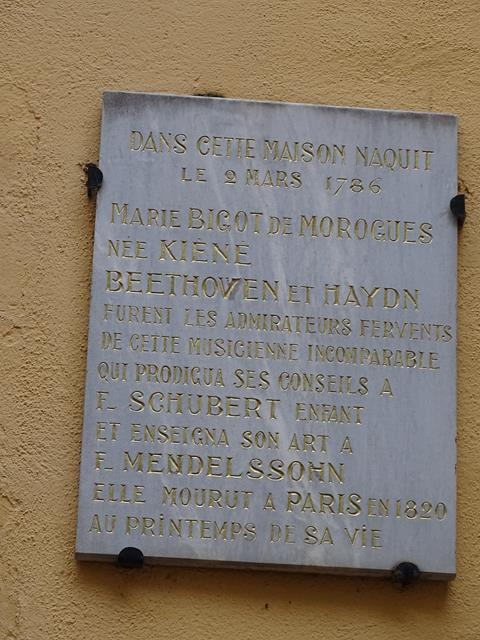 DANS CETTE MAISON NAQUIT
LE 2 MARS 1786
MARIE BIGOT DE MOROGUES
NÉE KIÉNÉ
BEETHOVEN ET HAYDN
FURENT LES ADMIRATEURS FERVENTS
DE CETTE MUSICIENNE INCOMPARABLE
QUI PRODIGUA SES CONSEILS A
F. SCHUBERT ENFANT
ET ENSEIGNA SON ART A
F. MENDELSSOHN
ELLE MOURUT A PARIS EN 1820
AU PRINTEMPS DE SA VIE